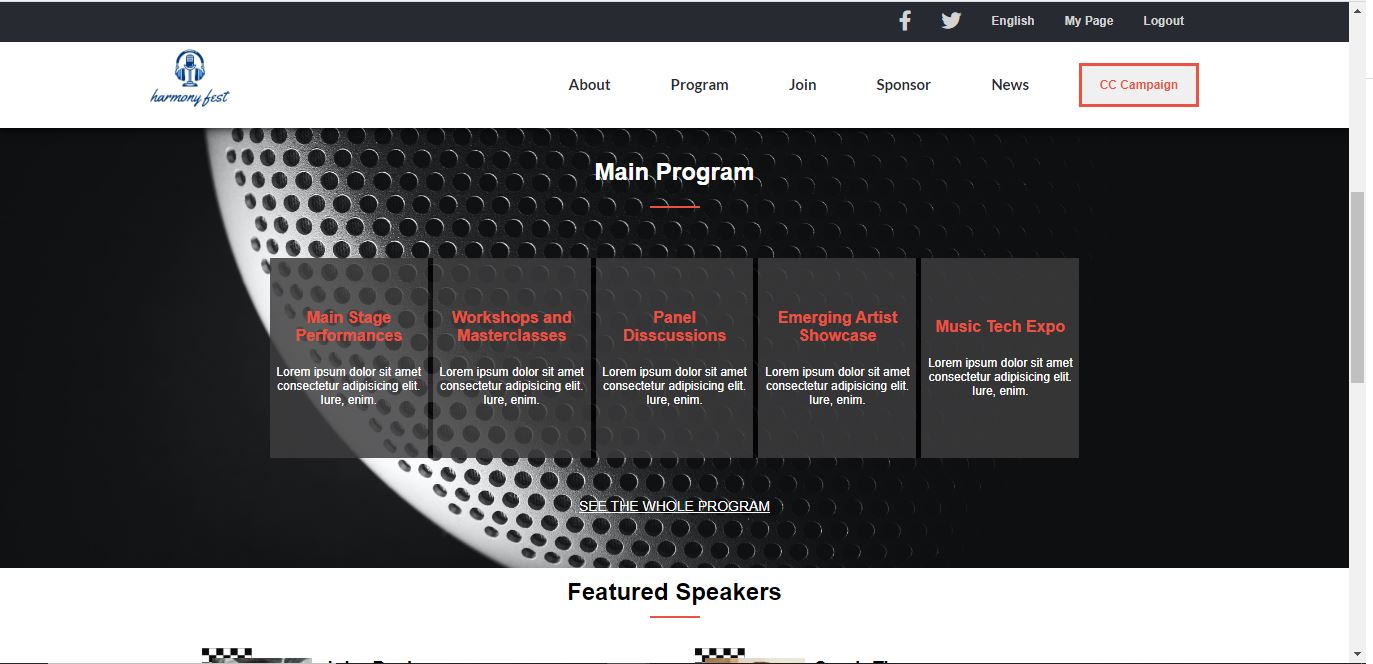 English My Page Logout
harmony fest
About Program Join Sponsor News CC Campaign
Main Program
Main Stage
Performances
Lorem ipsum dolor sit amet
consectetur adipisicing elit.
Iure, enim.
Workshops and
Masterclasses
Lorem ipsum dolor sit amet
consectetur adipisicing elit.
Iure, enim.
Panel
Disscussions
Lorem ipsum dolor sit amet
consectetur adipisicing elit.
Iure, enim.
Emerging Artist
Showcase
Lorem ipsum dolor sit amet
consectetur adipisicing elit.
Iure, enim.
Music Tech Expo
Lorem ipsum dolor sit amet
consectetur adipisicing elit.
Iure, enim.
SEE THE WHOLE PROGRAM
Featured Speakers